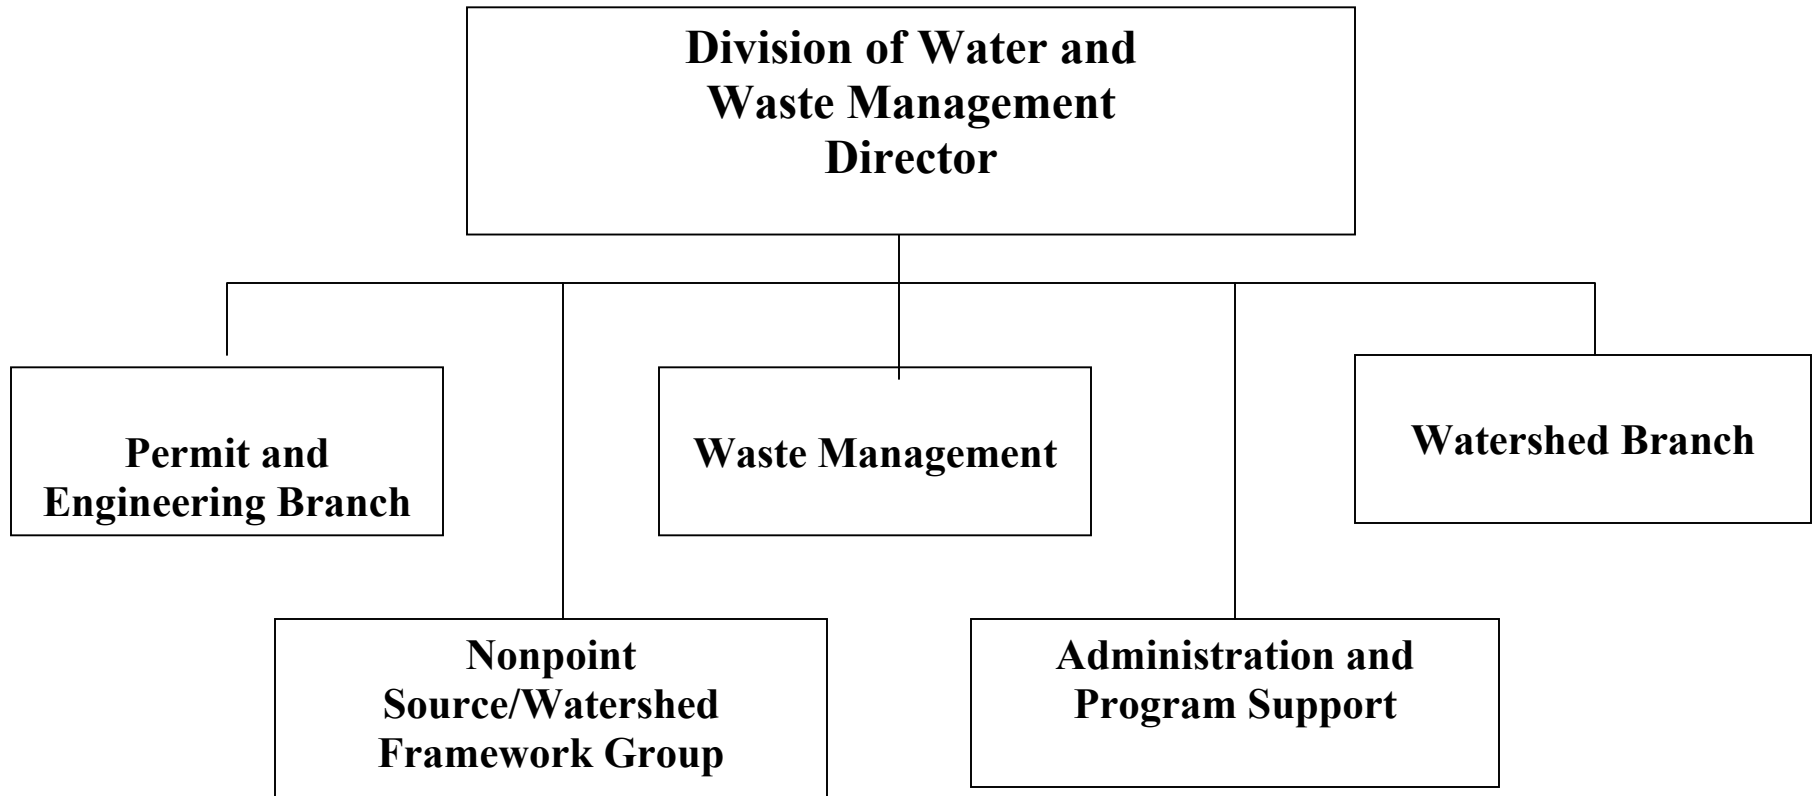 Division of Water and
Waste Management
Director
Permit and
Engineering Branch
Waste Management
Watershed Branch
Nonpoint
Source/Watershed
Framework Group
Administration and
Program Support